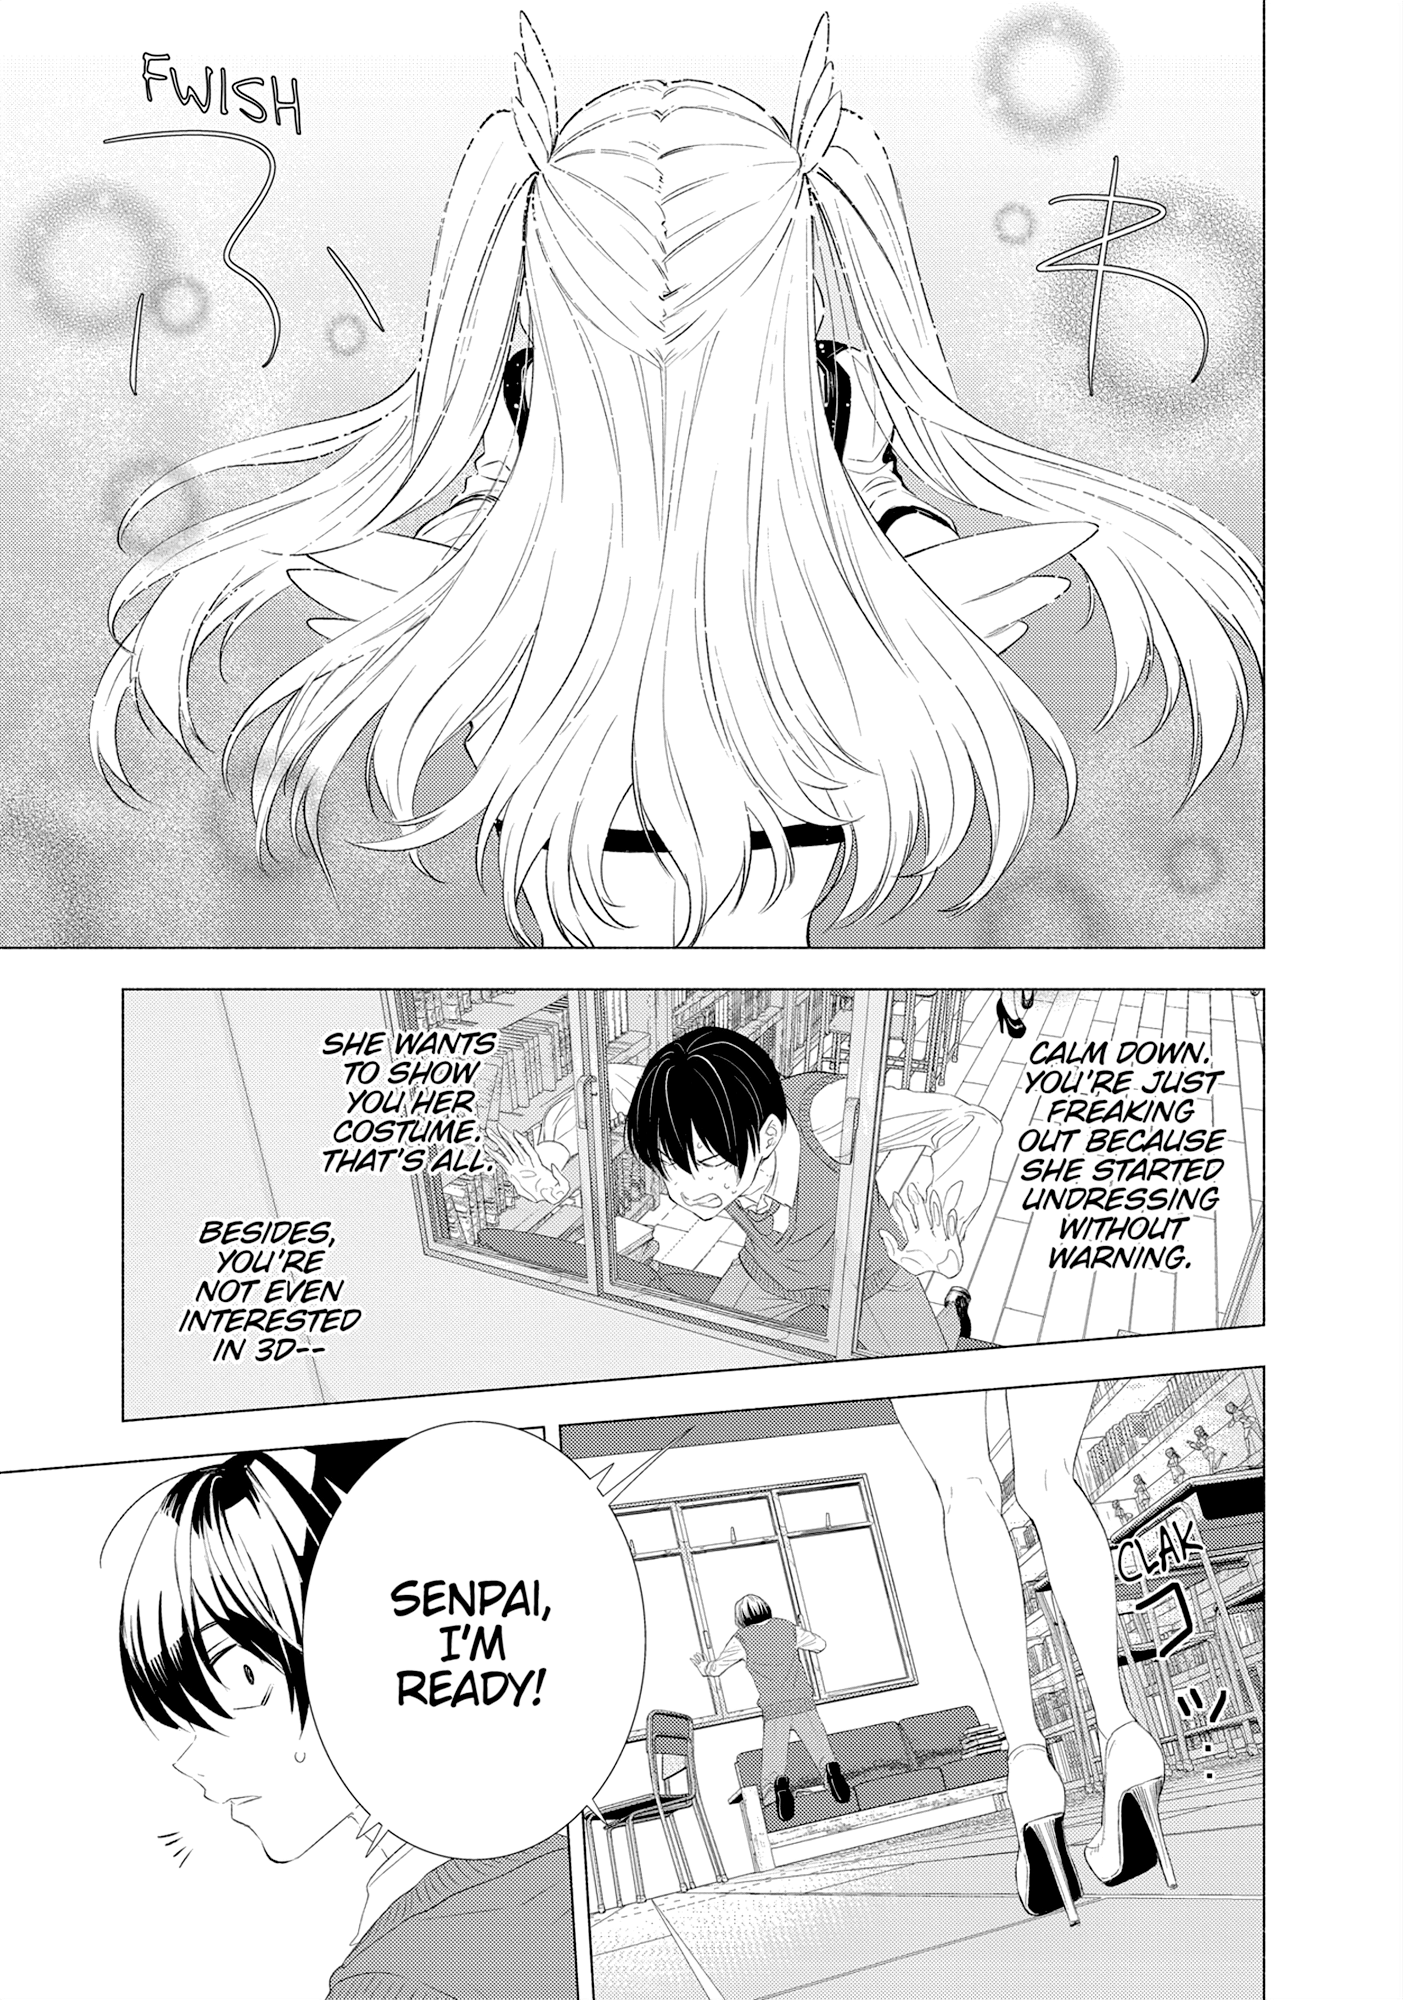 FWISH
ふ
わ
CALM DOWN.
YOU'RE JUST
FREAKING
OUT BECAUSE
SHE STARTED
UNDRESSING
WITHOUT
WARNING.
SHE WANTS
TO SHOW
YOU HER
COSTUME.
THAT'S ALL.
BESIDES,
YOU'RE
NOT EVEN
INTERESTED
IN 3D--
CLAK
コ
ツ
SENPAI,
I'M
READY!